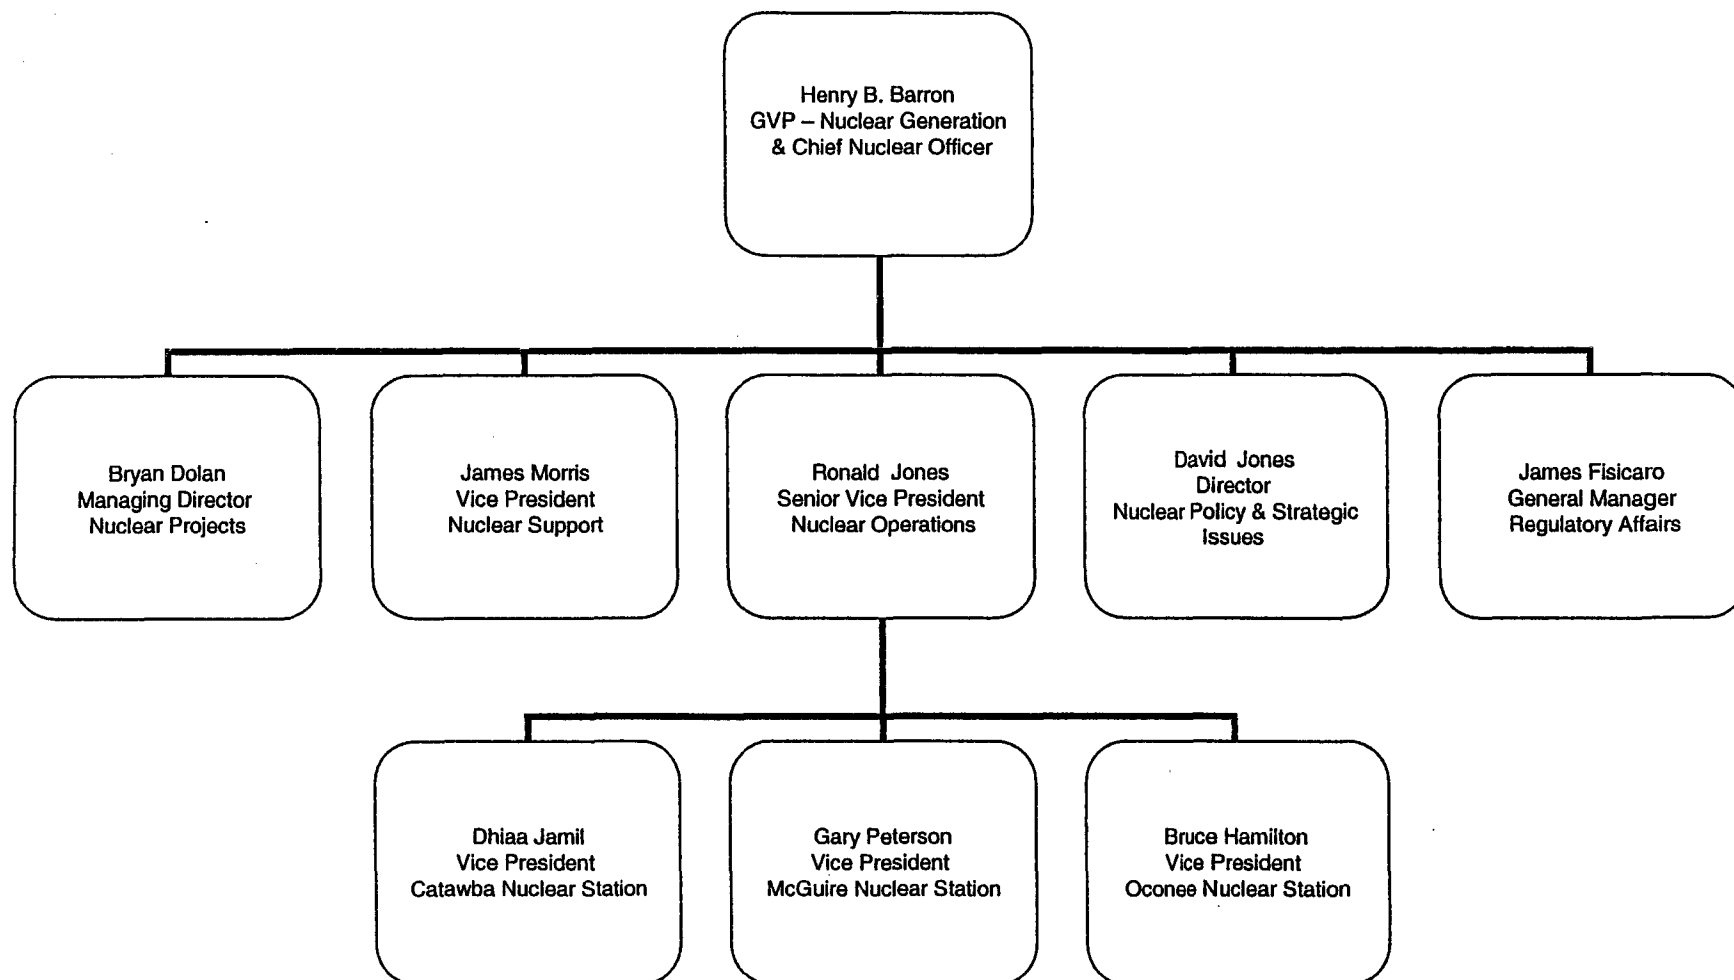 Henry B. Barron
GVP – Nuclear Generation
& Chief Nuclear Officer
Bryan Dolan
Managing Director
Nuclear Projects
James Morris
Vice President
Nuclear Support
Ronald Jones
Senior Vice President
Nuclear Operations
David Jones
Director
Nuclear Policy & Strategic
Issues
James Fisicaro
General Manager
Regulatory Affairs
Dhiaa Jamil
Vice President
Catawba Nuclear Station
Gary Peterson
Vice President
McGuire Nuclear Station
Bruce Hamilton
Vice President
Oconee Nuclear Station